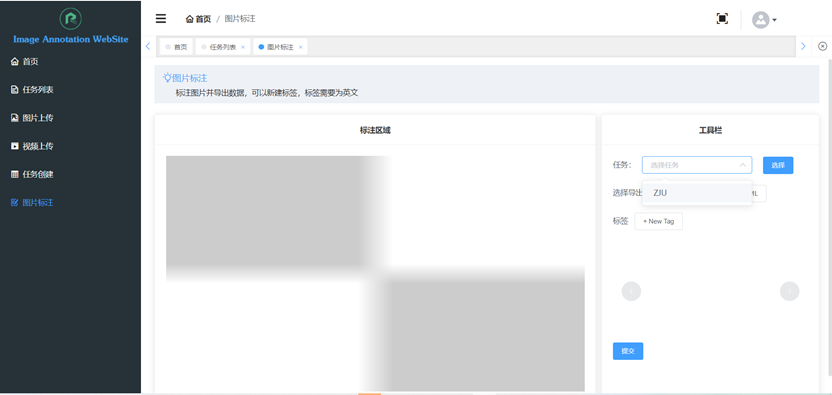 Image Annotation WebSite
首页
任务列表
图片上传
视频上传
任务创建
图片标注
首页 / 图片标注
首页
任务列表
图片标注
图片标注
标注图片并导出数据，可以新建标签，标签需要为英文
标注区域
工具栏
任务：
选择任务
选择
ZJU
选择导出
ML
标签
+ New Tag
提交